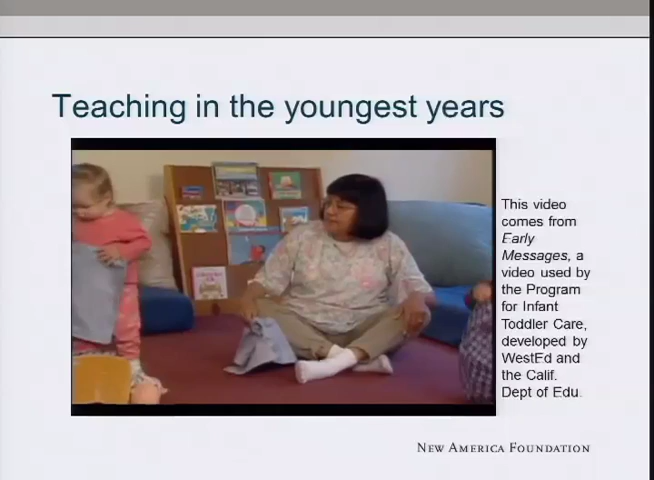 Teaching in the youngest years
This video
comes from
Early
Messages, a
video used by
the Program
for Infant
Toddler Care,
developed by
WestEd and
the Calif.
Dept of Edu.
NEW AMERICA FOUNDATION